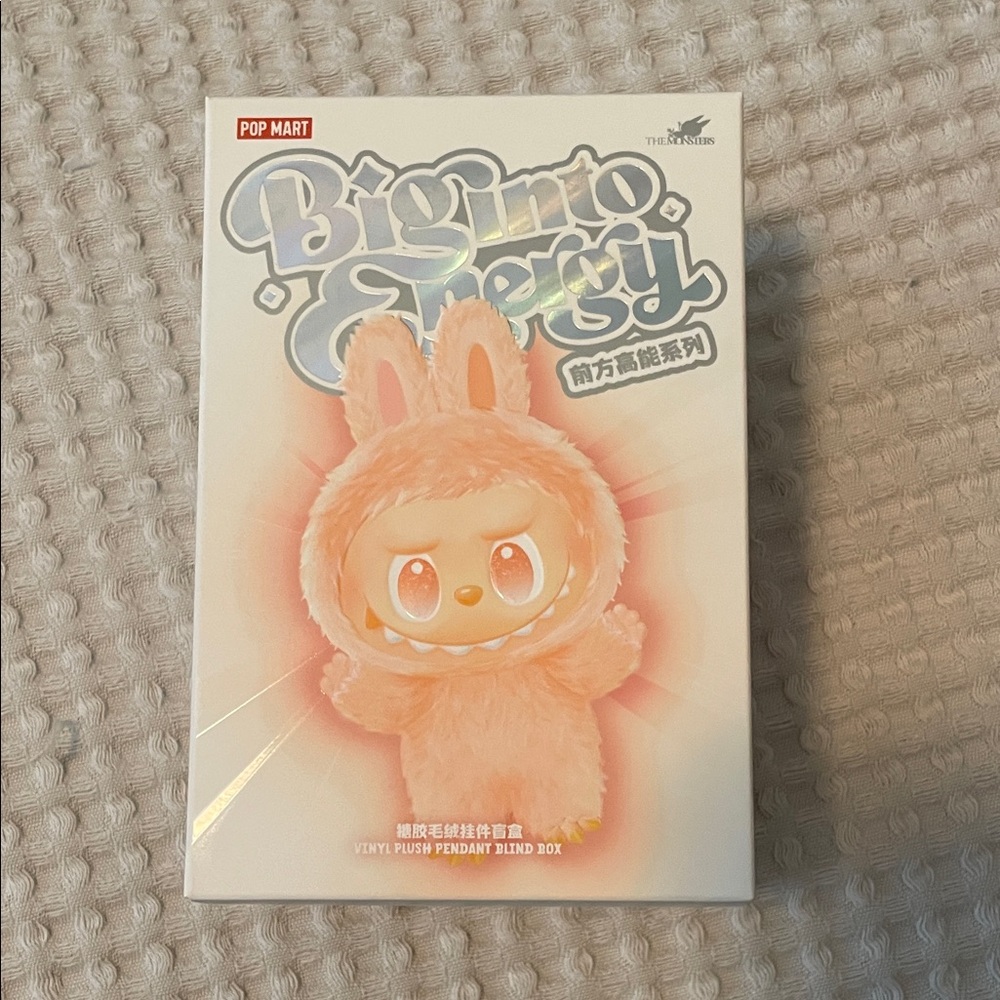 POP MART
THE MONSTERS
Big into
Energy
前方高能系列
搪胶毛绒挂件盲盒
VINYL PLUSH PENDANT BLIND BOX